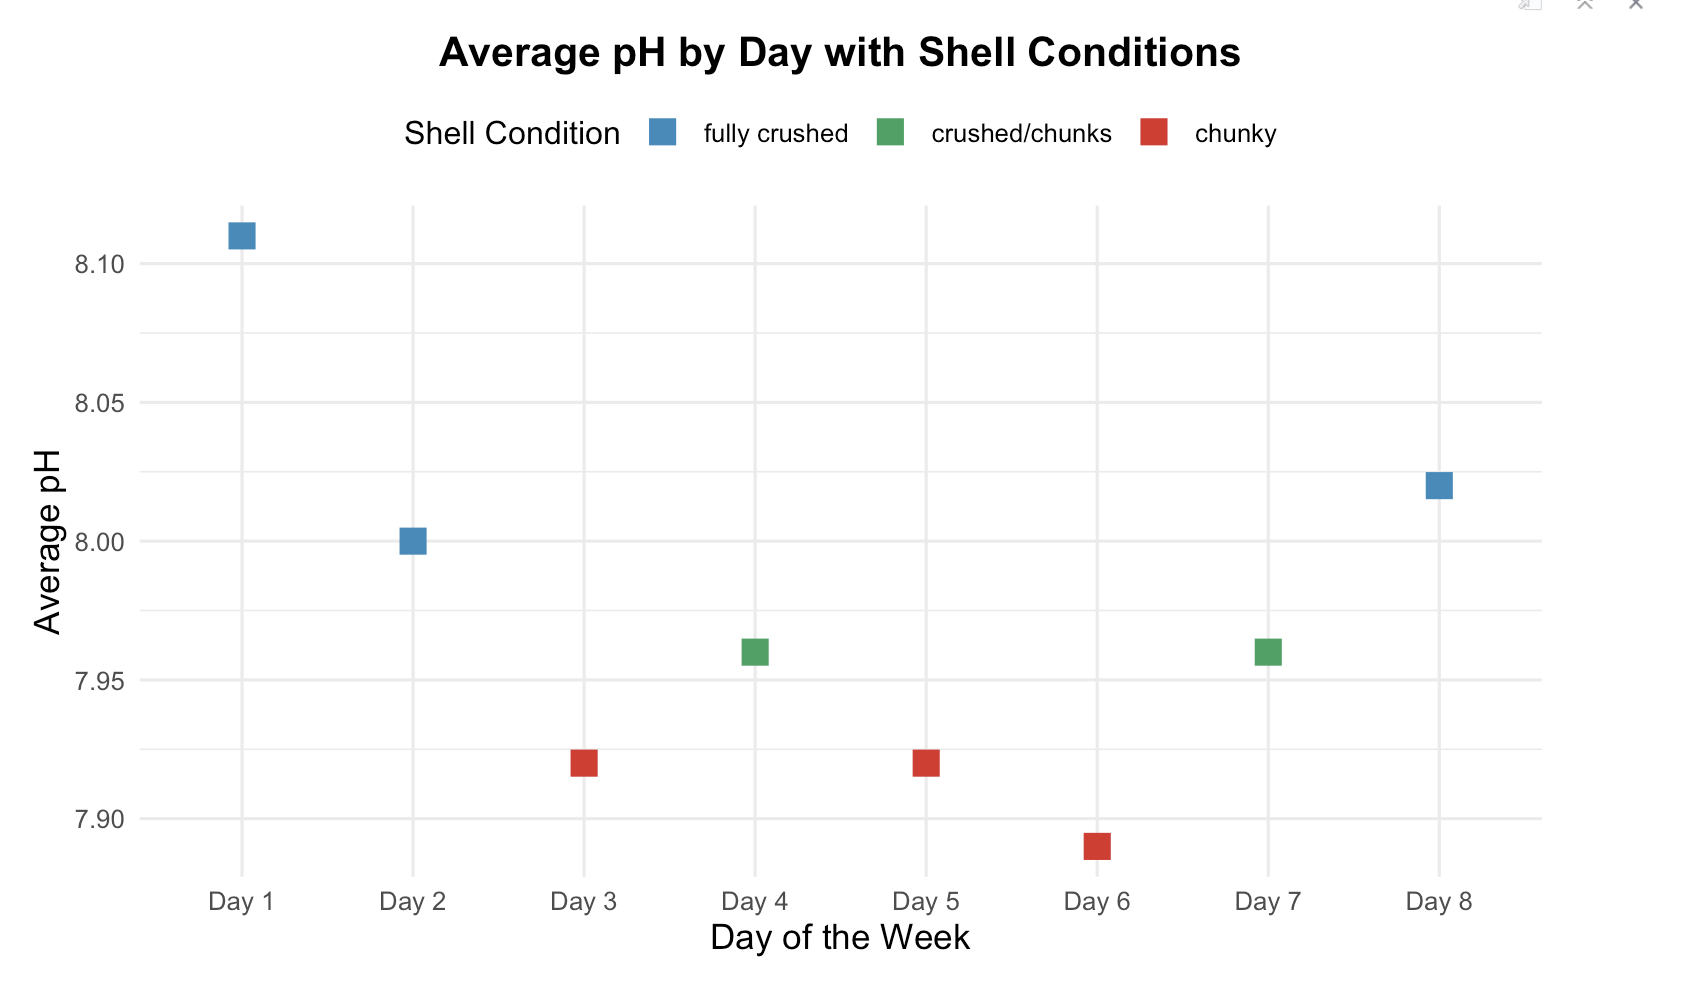 Average pH by Day with Shell Conditions
Shell Condition fully crushed crushed/chunks chunky
8.10
8.05
8.00
7.95
7.90
Average pH
Day 1 Day 2 Day 3 Day 4 Day 5 Day 6 Day 7 Day 8
Day of the Week